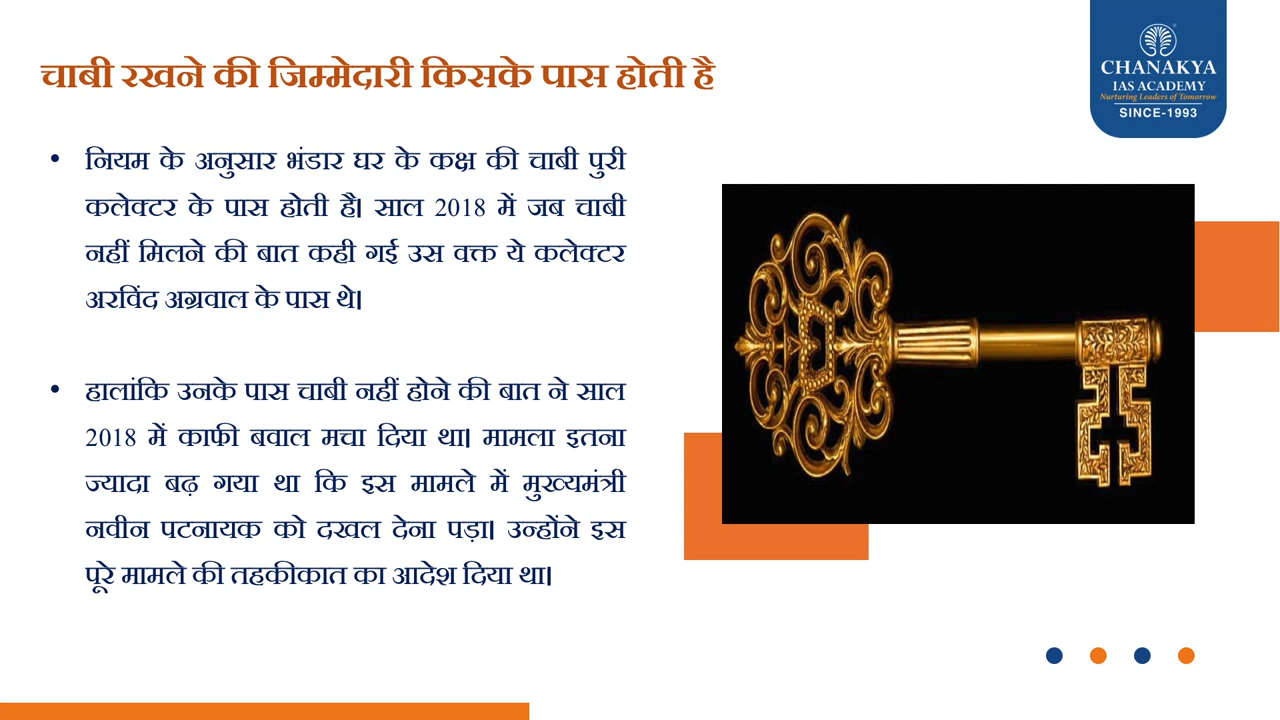 चाबी रखने की जिम्मेदारी किसके पास होती है
CHANAKYA
IAS ACADEMY
Nurturing Leaders of Tomorrow
SINCE-1993
• नियम के अनुसार भंडार घर के कक्ष की चाबी पुरी
कलेक्टर के पास होती है। साल 2018 में जब चाबी
नहीं मिलने की बात कही गई उस वक्त ये कलेक्टर
अरविंद अग्रवाल के पास थे।
• हालांकि उनके पास चाबी नहीं होने की बात ने साल
2018 में काफी बवाल मचा दिया था। मामला इतना
ज्यादा बढ़ गया था कि इस मामले में मुख्यमंत्री
नवीन पटनायक को दखल देना पड़ा। उन्होंने इस
पूरे मामले की तहकीकात का आदेश दिया था।